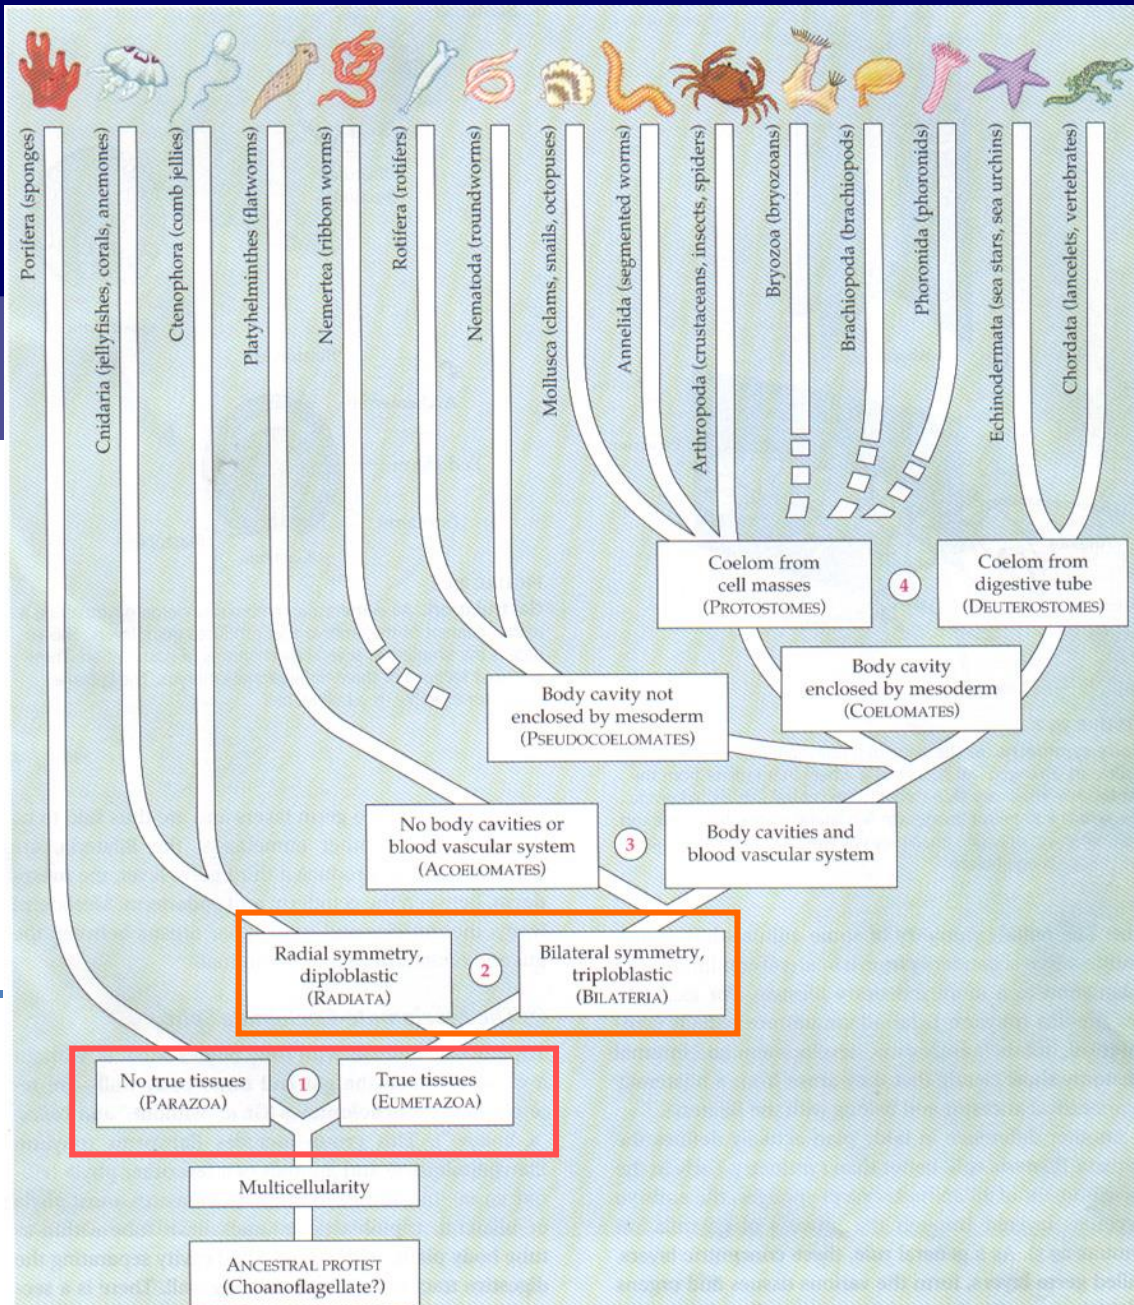 Porifera (sponges)
Cnidaria (jellyfishes, corals, anemones)
Ctenophora (comb jellies)
Platyhelminthes (flatworms)
Nemertea (ribbon worms)
Rotifera (rotifers)
Nematoda (roundworms)
Mollusca (clams, snails, octopuses)
Annelida (segmented worms)
Arthropoda (crustaceans, insects, spiders)
Bryozoa (bryozoans)
Brachiopoda (brachiopods)
Phoronida (phoronids)
Echinodermata (sea stars, sea urchins)
Chordata (lancelets, vertebrates)
Coelom from
cell masses
(PROTOSTOMES)
4
Coelom from
digestive tube
(DEUTEROSTOMES)
Body cavity
enclosed by mesoderm
(COELOMATES)
Body cavity not
enclosed by mesoderm
(PSEUDOCOELOMATES)
No body cavities or
blood vascular system
(ACOELOMATES)
3
Body cavities and
blood vascular system
Radial symmetry,
diploblastic
(RADIATA)
2
Bilateral symmetry,
triploblastic
(BILATERIA)
No true tissues
(PARAZOA)
1
True tissues
(EUMETAZOA)
Multicellularity
ANCESTRAL PROTIST
(Choanoflagellate?)